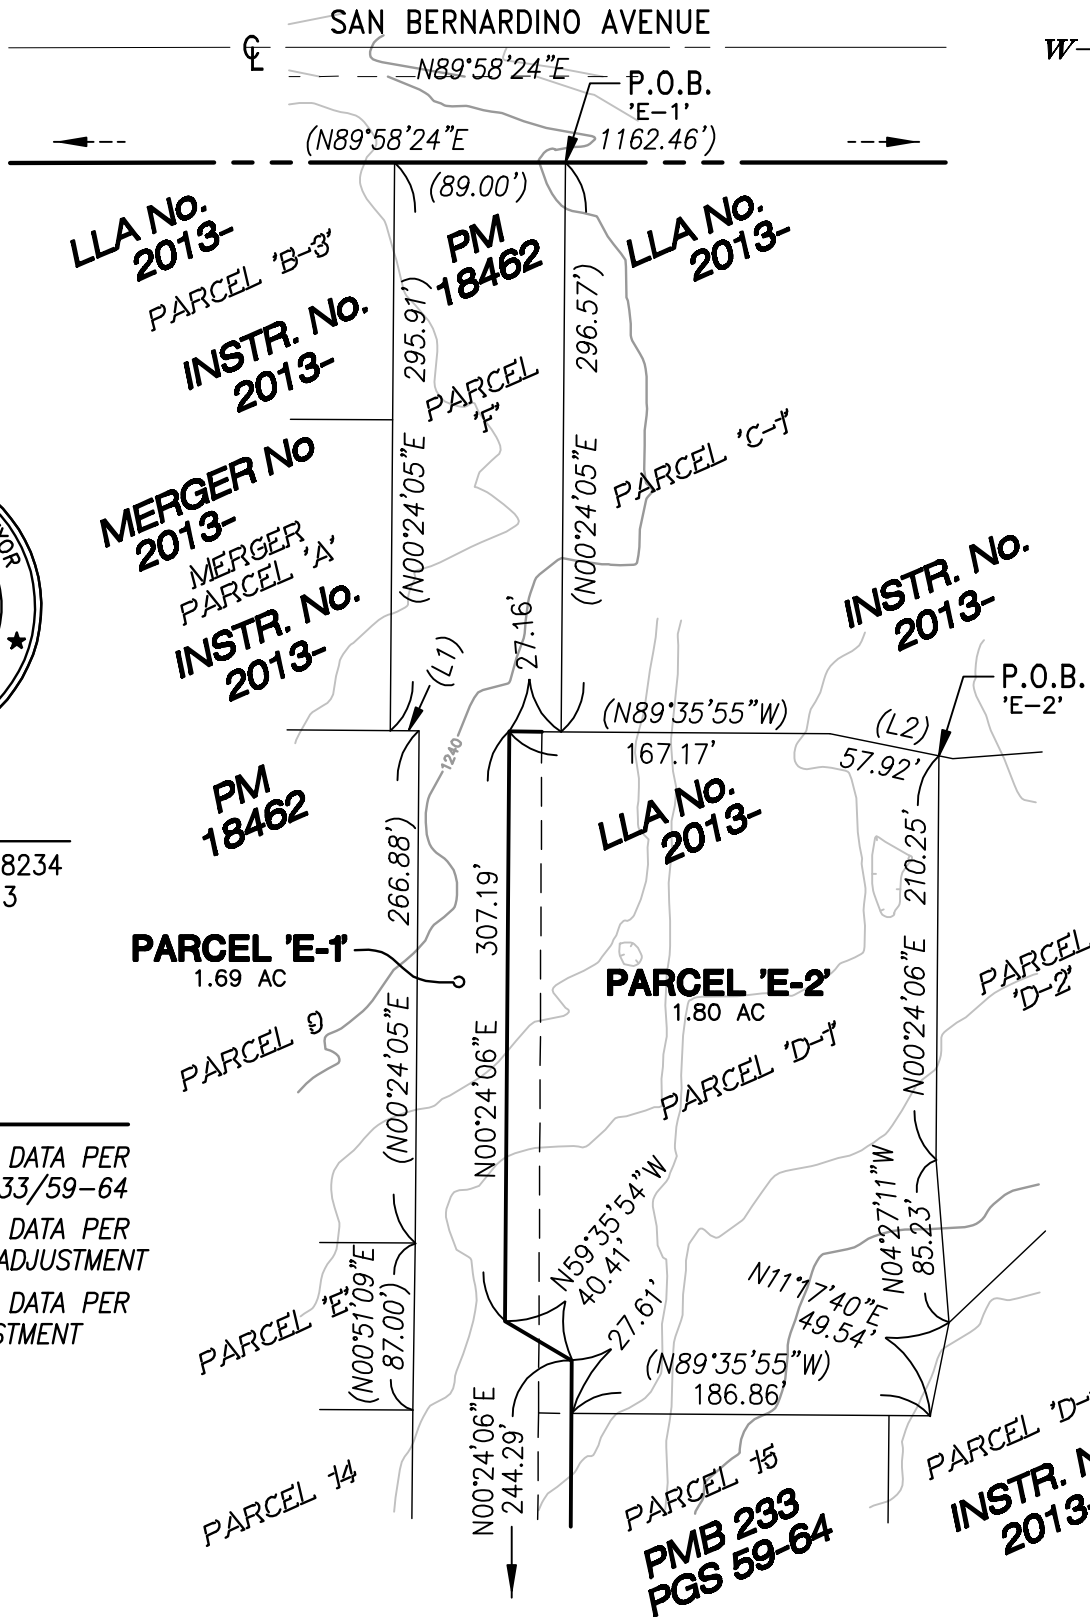 SAN BERNARDINO AVENUE
W-
℄
N89°58'24"E
P.O.B.
'E-1'
(N89°58'24"E
1162.46')
(89.00')
LLA No.
2013-
PARCEL 'B-3'
PM
18462
LLA No.
2013-
INSTR. No.
2013-
295.91')
(N00°24'05"E
PARCEL
'F'
296.57')
(N00°24'05"E
PARCEL 'C-1'
MERGER No
2013-
MERGER
PARCEL 'A'
INSTR. No.
2013-
YOR
INSTR. No.
2013-
(L1)
27.16'
(N89°35'55"W)
167.17'
(L2)
57.92'
P.O.B.
'E-2'
1240
PM
18462
LLA No.
2013-
8234
3
266.88')
(N00°24'05"E
307.19'
N00°24'06"E
210.25'
N00°24'06"E
PARCEL 'E-1'
1.69 AC
PARCEL 'E-2'
1.80 AC
PARCEL
'D-2'
PARCEL 9
PARCEL 'D-1'
DATA PER
33/59-64
DATA PER
ADJUSTMENT
DATA PER
STMENT
N59°35'54"W
40.41'
27.61'
N04°27'11"W
85.23'
N11°17'40"E
49.54'
PARCEL 'E'
(N00°51'09"E
87.00')
(N89°35'55"W)
186.86'
N00°24'06"E
244.29'
PARCEL 14
PARCEL 15
PMB 233
PGS 59-64
PARCEL 'D-
INSTR. N
2013-